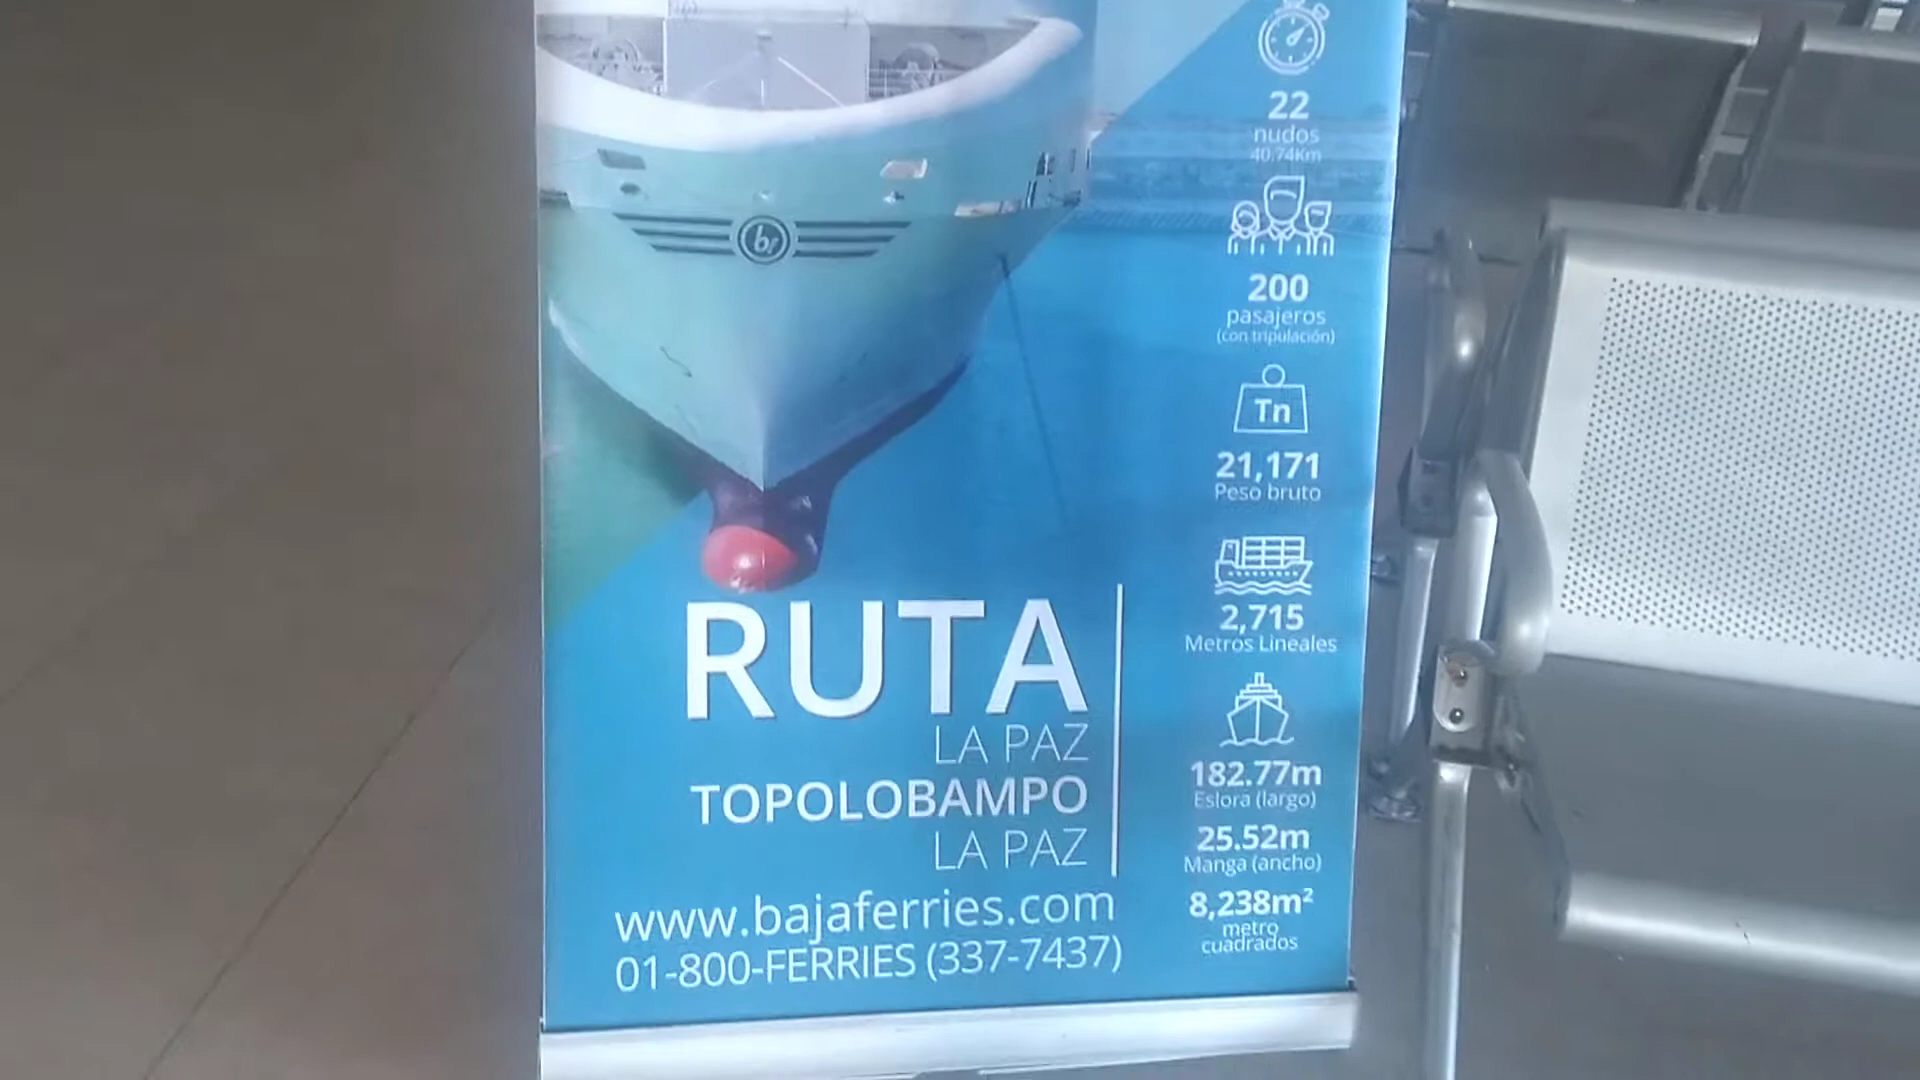 bf
RUTA
LA PAZ
TOPOLOBAMPO
LA PAZ
www.bajaferries.com
01-800-FERRIES (337-7437)
22
nudos
40.74Km
200
pasajeros
(con tripulación)
Tn
21,171
Peso bruto
2,715
Metros Lineales
182.77m
Eslora (largo)
25.52m
Manga (ancho)
8,238m²
metro
cuadrados